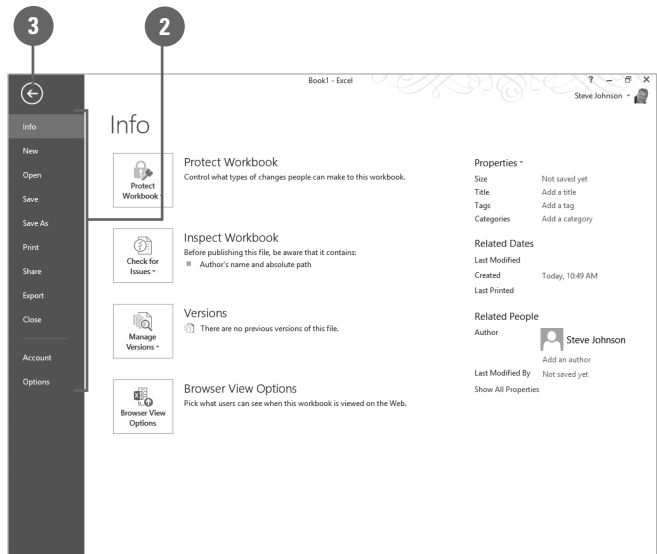 3
2
Book1 - Excel
?
Steve Johnson
Info
New
Open
Save
Save As
Print
Share
Export
Close
Account
Options
Info
Protect
Workbook
Protect Workbook
Control what types of changes people can make to this workbook.
Check for
Issues
Inspect Workbook
Before publishing this file, be aware that it contains:
Author's name and absolute path
Manage
Versions
Versions
There are no previous versions of this file.
Browser View
Options
Browser View Options
Pick what users can see when this workbook is viewed on the Web.
Properties
Size Not saved yet
Title Add a title
Tags Add a tag
Categories Add a category
Related Dates
Last Modified
Created Today, 10:49 AM
Last Printed
Related People
Author Steve Johnson
Add an author
Last Modified By Not saved yet
Show All Properties